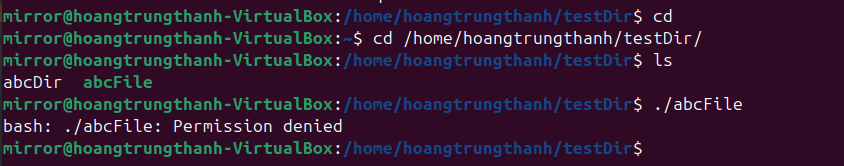 mirror@hoangtrungthanh-VirtualBox:/home/hoangtrungthanh/testDir$ cd
mirror@hoangtrungthanh-VirtualBox:~$ cd /home/hoangtrungthanh/testDir/
mirror@hoangtrungthanh-VirtualBox:/home/hoangtrungthanh/testDir$ ls
abcDir  abcFile
mirror@hoangtrungthanh-VirtualBox:/home/hoangtrungthanh/testDir$ ./abcFile
bash: ./abcFile: Permission denied
mirror@hoangtrungthanh-VirtualBox:/home/hoangtrungthanh/testDir$